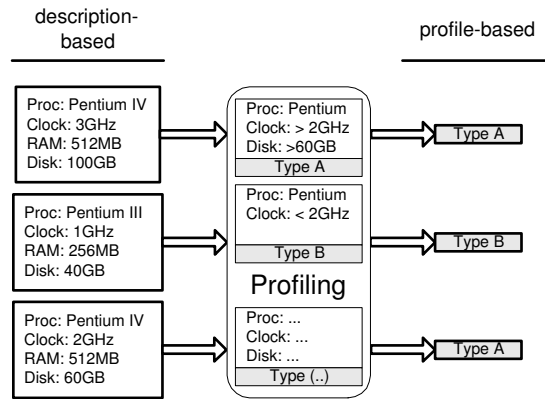 description-
based
profile-based
Proc: Pentium IV
Clock: 3GHz
RAM: 512MB
Disk: 100GB
Proc: Pentium
Clock: > 2GHz
Disk: >60GB
Type A
Type A
Proc: Pentium III
Clock: 1GHz
RAM: 256MB
Disk: 40GB
Proc: Pentium
Clock: < 2GHz
Type B
Type B
Profiling
Proc: Pentium IV
Clock: 2GHz
RAM: 512MB
Disk: 60GB
Proc: ...
Clock: ...
Disk: ...
Type (..)
Type A